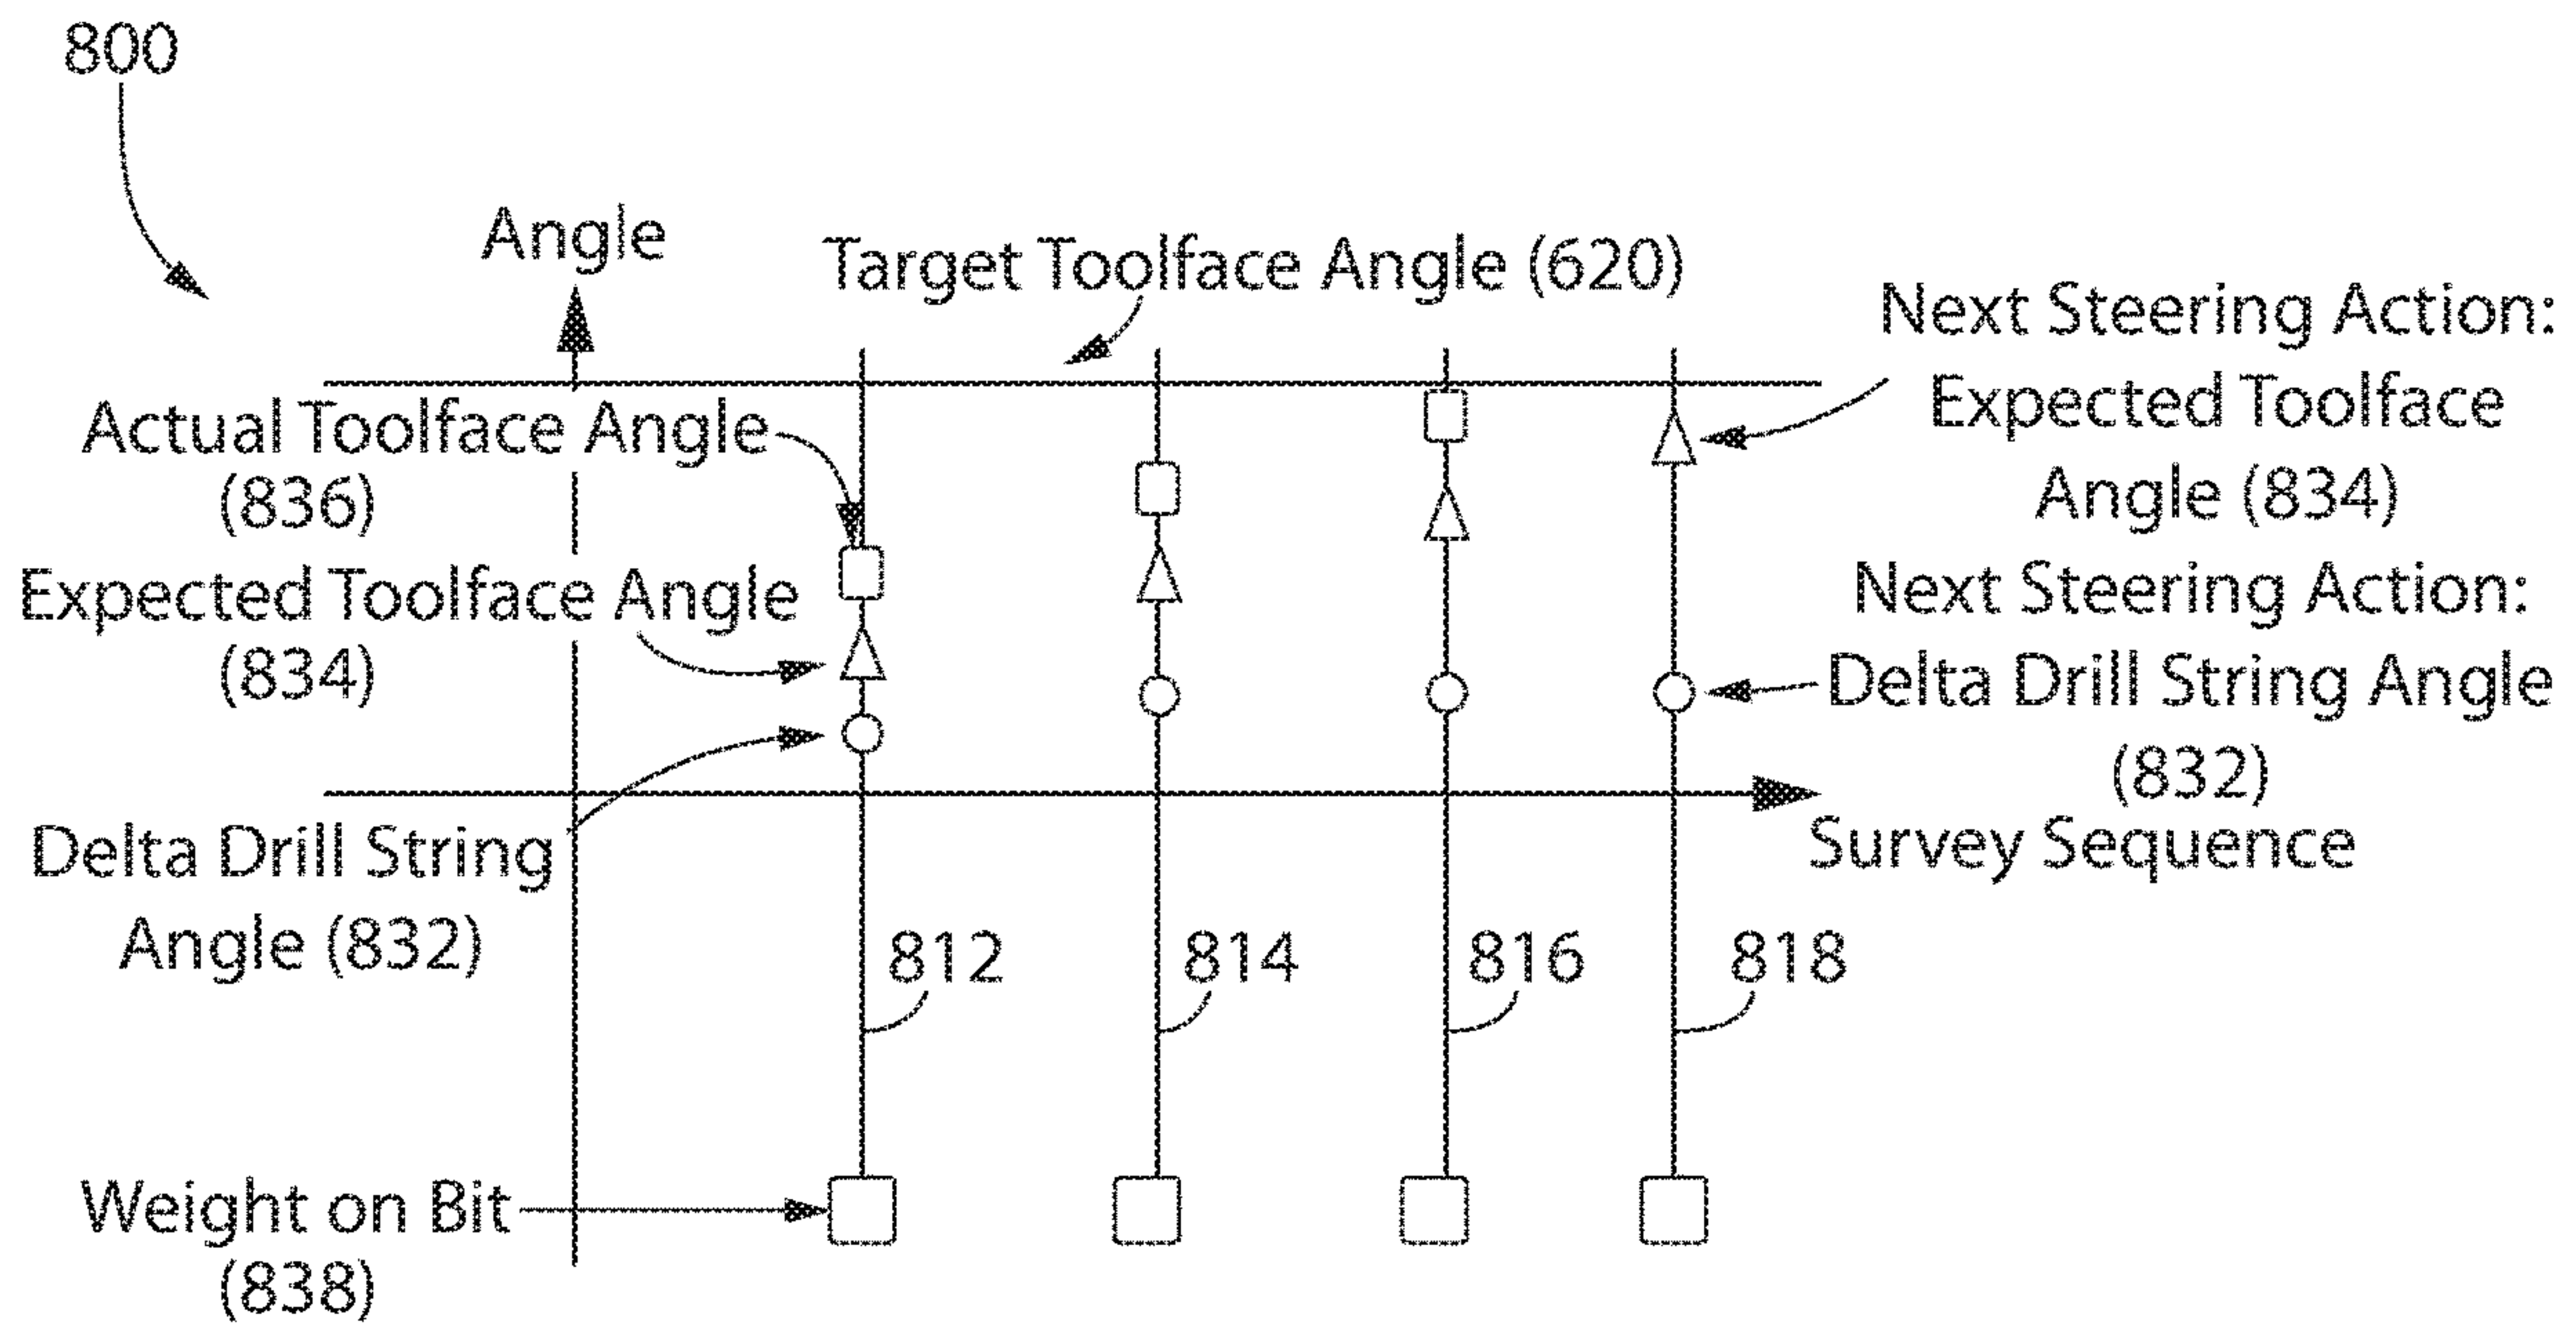 800
Angle
Target Toolface Angle (620)
Next Steering Action:
Expected Toolface
Angle (834)
Actual Toolface Angle
(836)
Expected Toolface Angle
(834)
Next Steering Action:
Delta Drill String Angle
(832)
Survey Sequence
Delta Drill String
Angle (832)
812
814
816
818
Weight on Bit
(838)